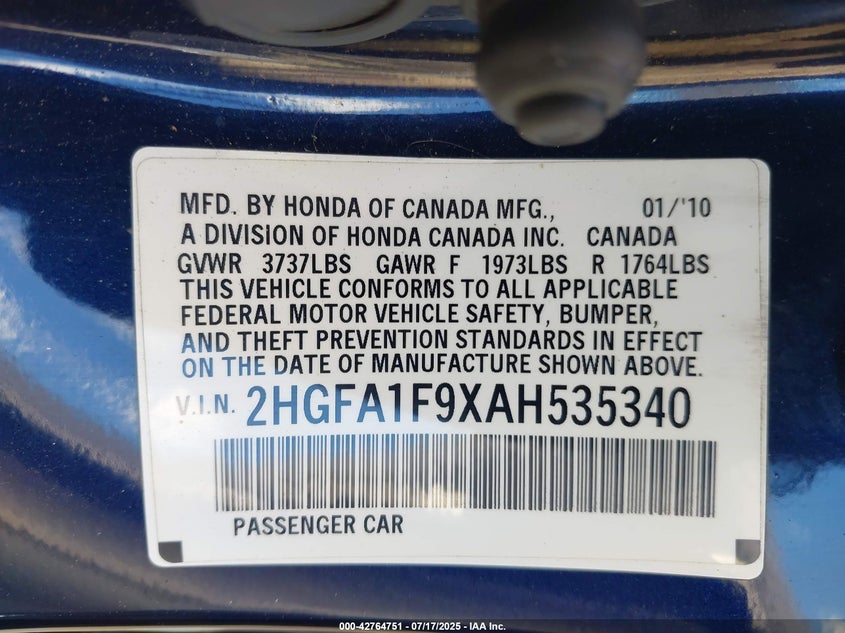 MFD. BY HONDA OF CANADA MFG., 01/'10
A DIVISION OF HONDA CANADA INC. CANADA
GVWR 3737LBS GAWR F 1973LBS R 1764LBS
THIS VEHICLE CONFORMS TO ALL APPLICABLE
FEDERAL MOTOR VEHICLE SAFETY, BUMPER,
AND THEFT PREVENTION STANDARDS IN EFFECT
ON THE DATE OF MANUFACTURE SHOWN ABOVE.
V.I.N. 2HGFA1F9XAH535340
PASSENGER CAR
000-42764751 — 07/17/2025 - IAA Inc.